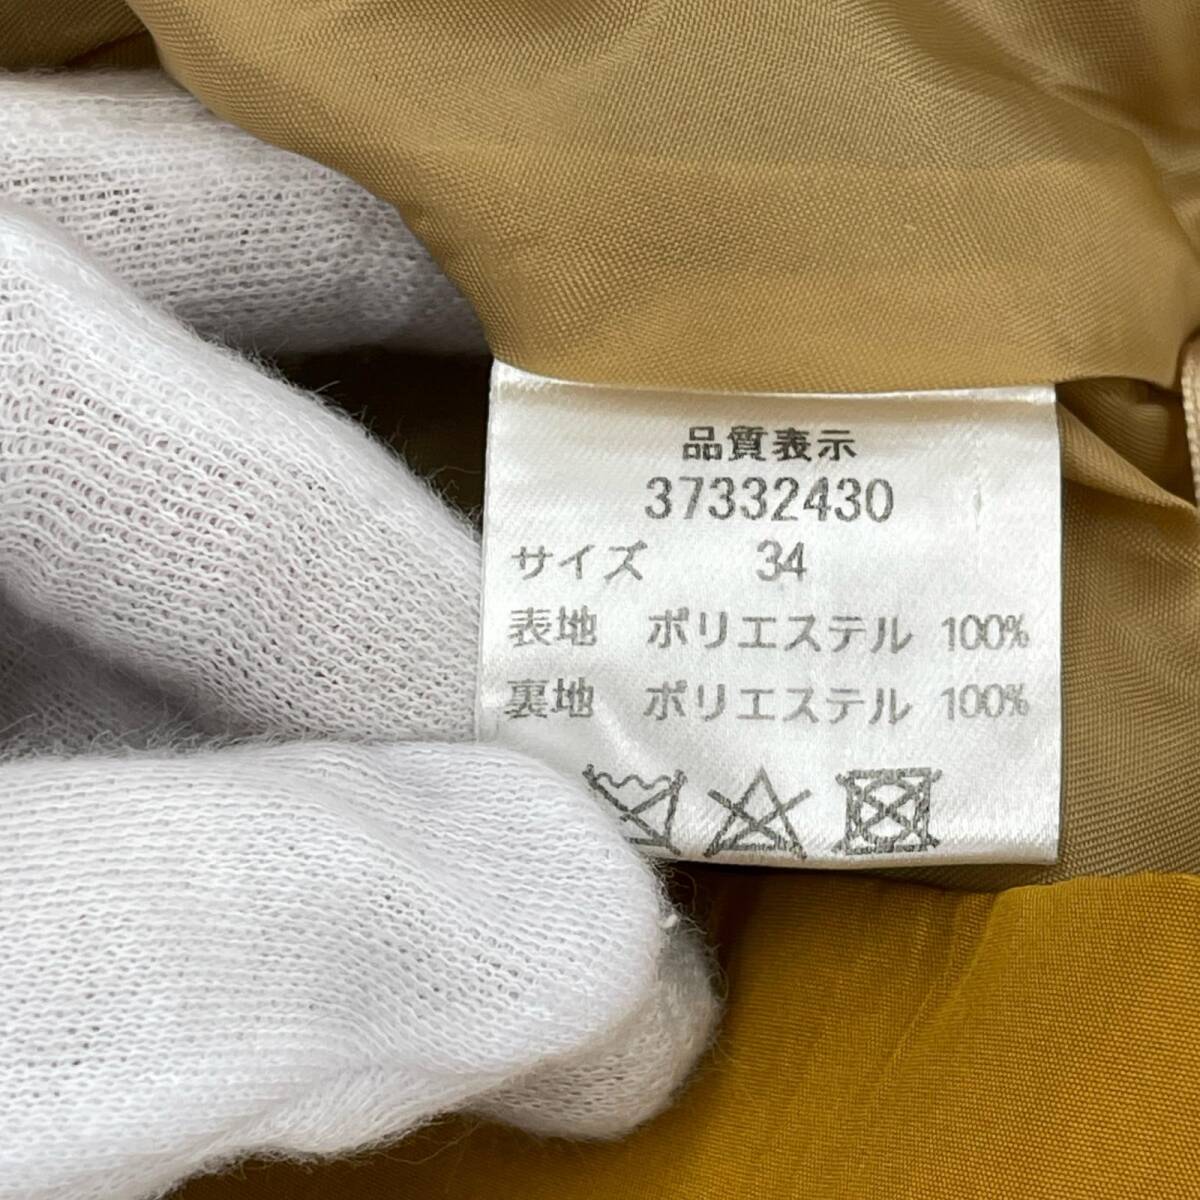 品質表示
37332430
サイズ 34
表地 ポリエステル 100%
裏地 ポリエステル 100%